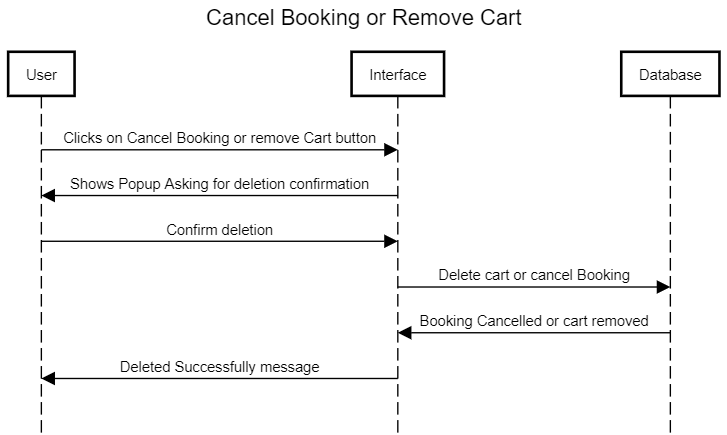 Cancel Booking or Remove Cart
User
Interface
Database
Clicks on Cancel Booking or remove Cart button
Shows Popup Asking for deletion confirmation
Confirm deletion
Delete cart or cancel Booking
Booking Cancelled or cart removed
Deleted Successfully message